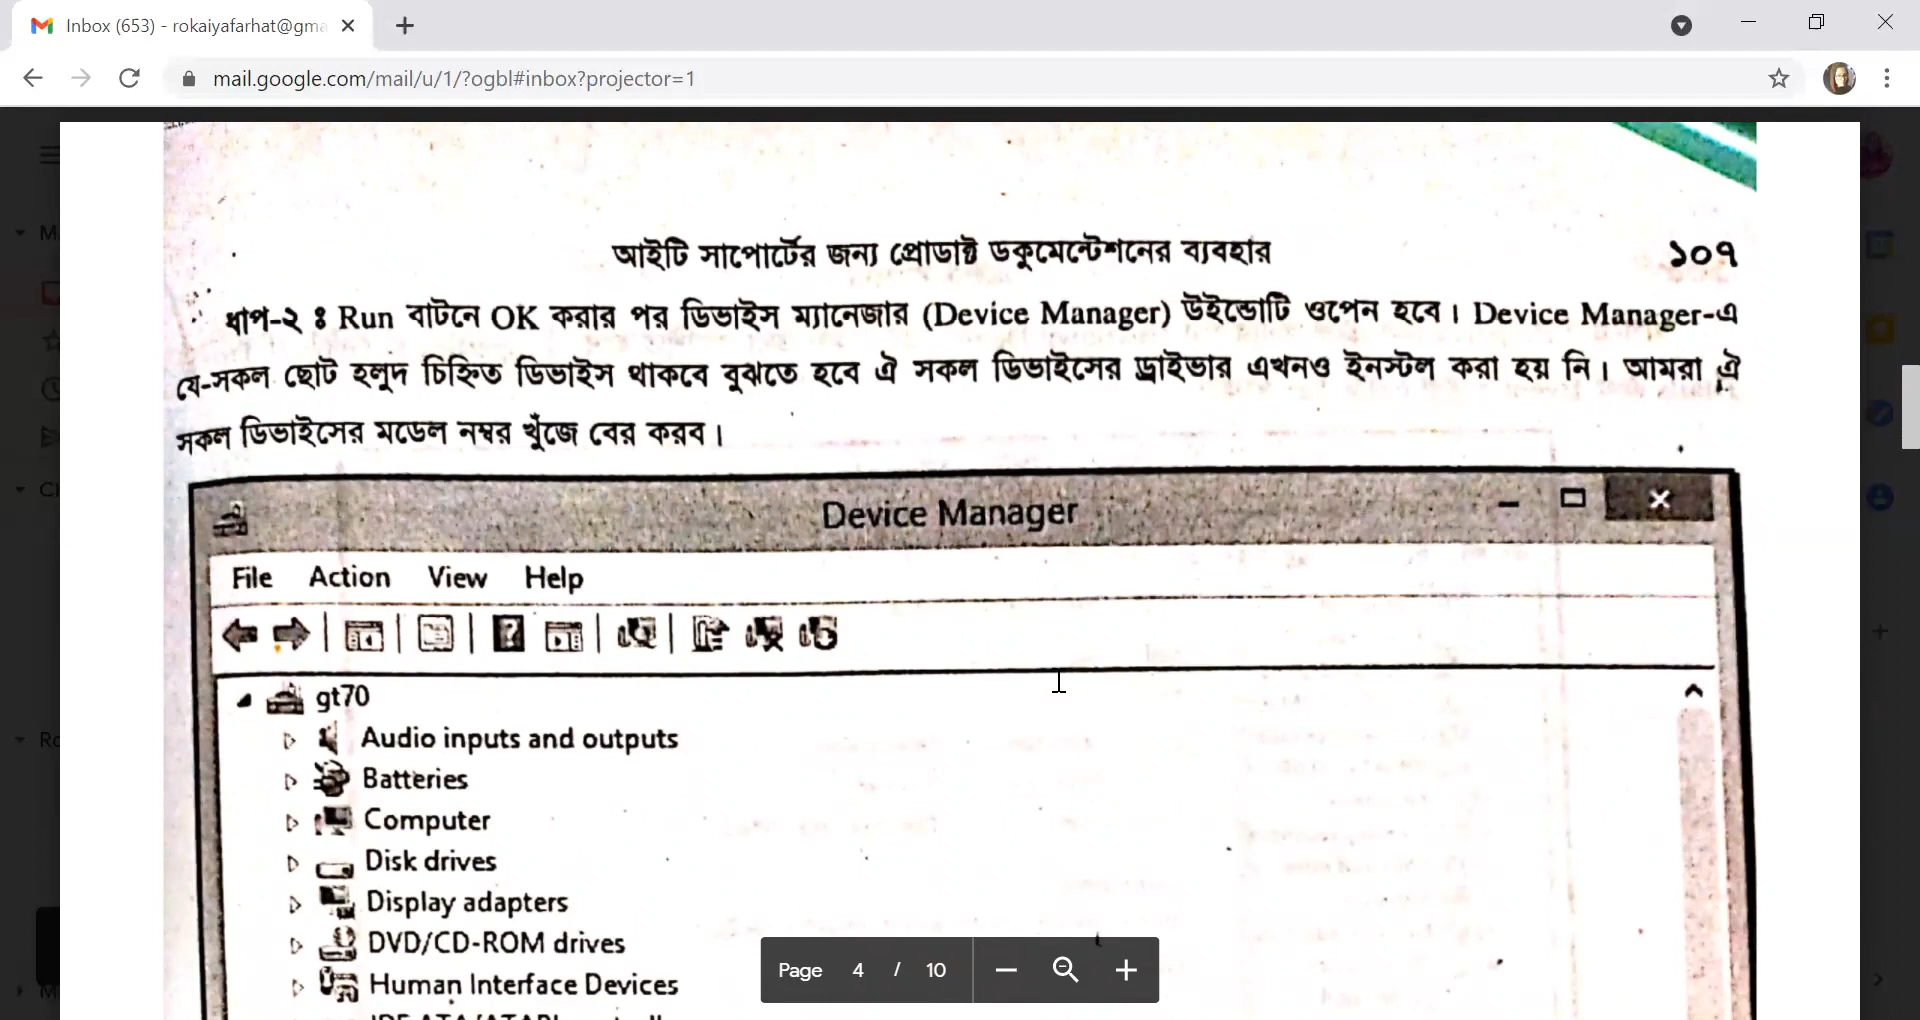 Inbox (653) - rokaiyafarhat@gma
mail.google.com/mail/u/1/?ogbl#inbox?projector=1
আইটি সাপোর্টের জন্য প্রোডাক্ট ডকুমেন্টেশনের ব্যবহার ১০৭
ধাপ-২ ঃ Run বাটনে OK করার পর ডিভাইস ম্যানেজার (Device Manager) উইন্ডোটি ওপেন হবে। Device Manager-এ
যে-সকল ছোট হলুদ চিহ্নিত ডিভাইস থাকবে বুঝতে হবে ঐ সকল ডিভাইসের ড্রাইভার এখনও ইনস্টল করা হয় নি। আমরা ঐ
সকল ডিভাইসের মডেল নম্বর খুঁজে বের করব।
Device Manager
File Action View Help
gt70
Audio inputs and outputs
Batteries
Computer
Disk drives
Display adapters
DVD/CD-ROM drives
Human Interface Devices
Page 4 / 10